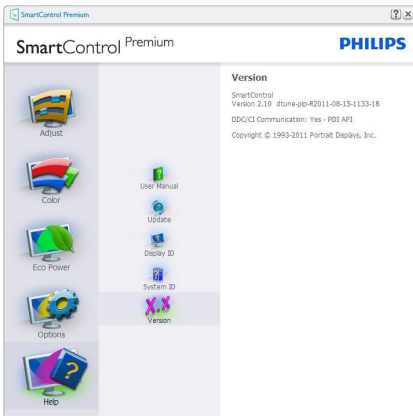 SmartControl Premium
SmartControl Premium
PHILIPS
Adjust
Color
Eco Power
Options
Help
User Manual
Update
Display ID
System ID
X.X
Version
Version
SmartControl
Version 2.10 dtune-plp-R2011-08-15-1133-18
DDC/CI Communication: Yes - PDI API
Copyright © 1993-2011 Portrait Displays, Inc.